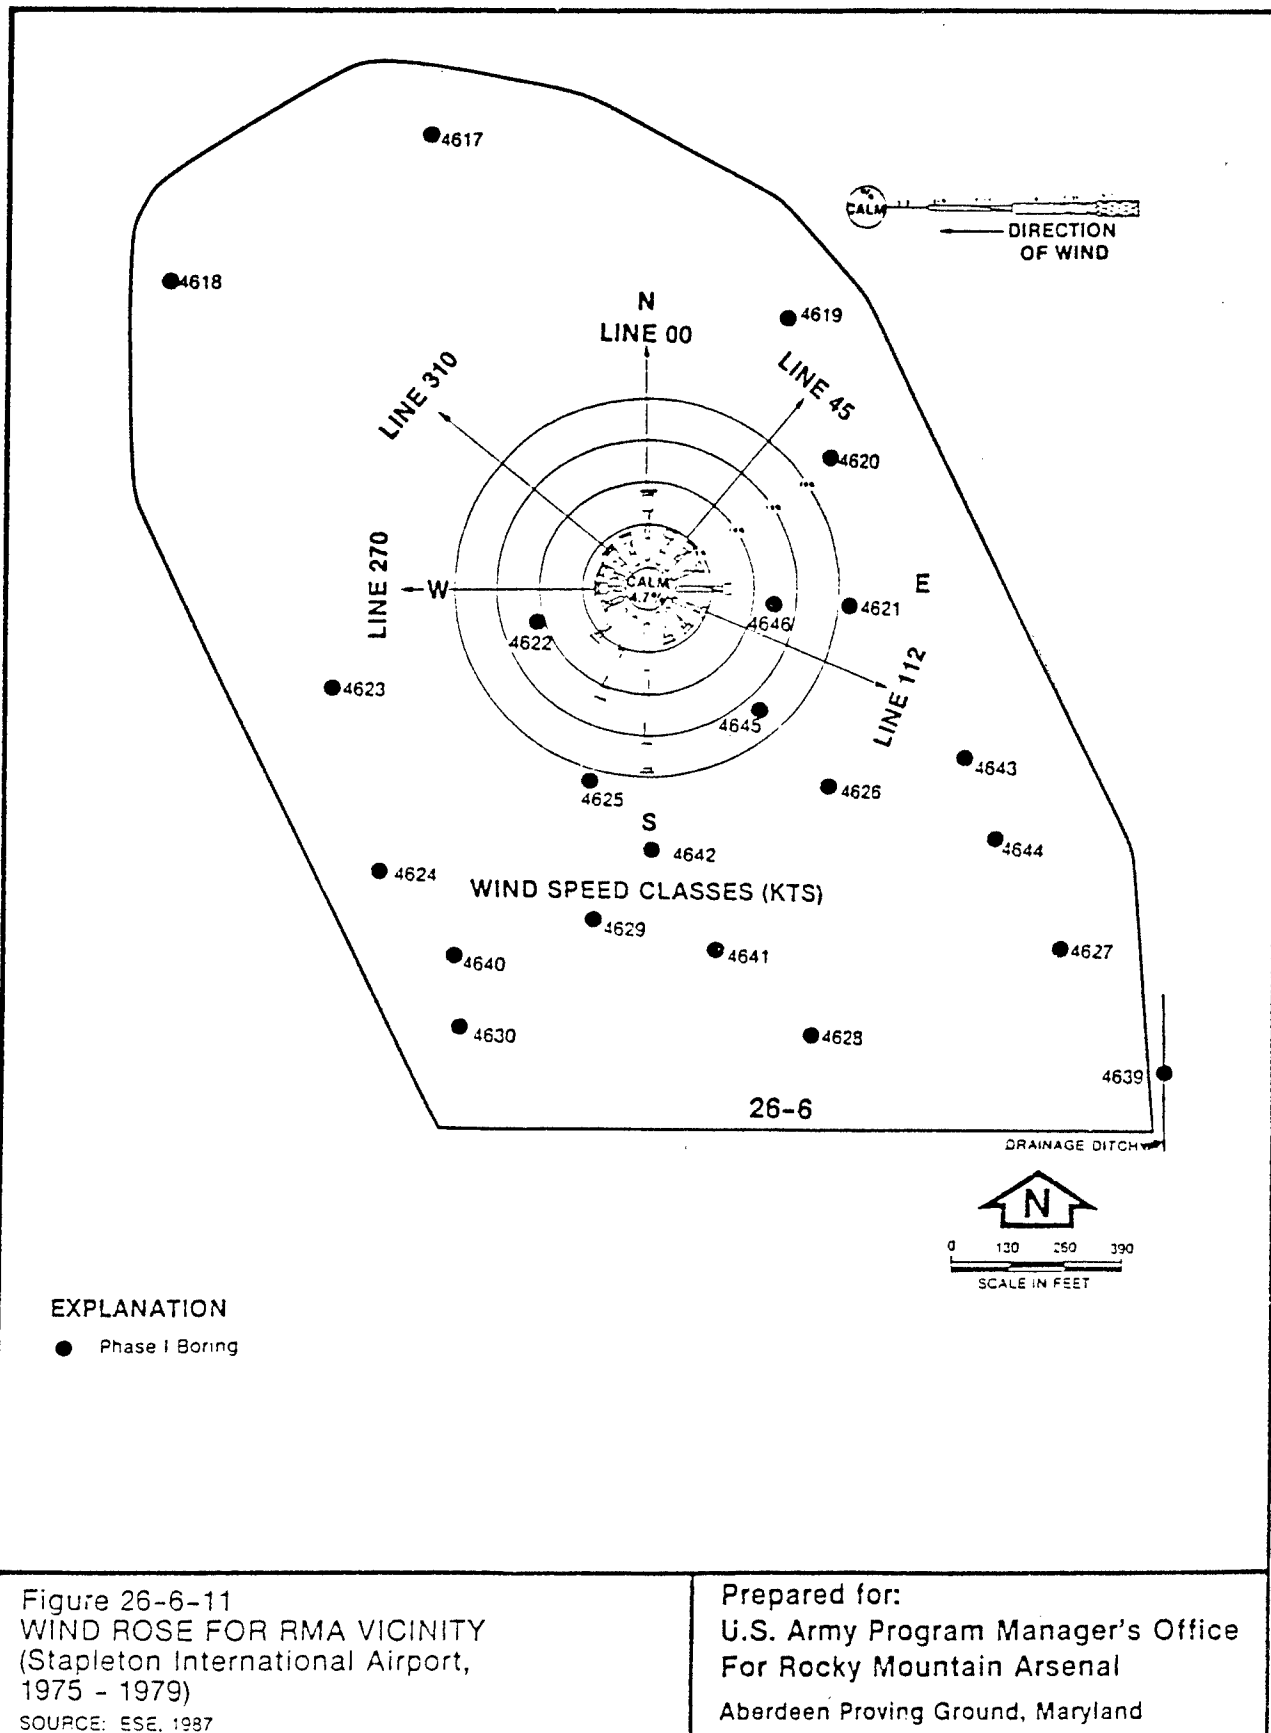 4617
CALM
DIRECTION
OF WIND
4618
N
LINE 00
4619
LINE 310
LINE 45
4620
LINE 270
W
CALM
4.7%
E
4621
4646
4622
LINE 112
4623
4645
4643
4625
4626
S
4642
4644
4624
WIND SPEED CLASSES (KTS)
4629
4640
4641
4627
4630
4628
4639
26-6
DRAINAGE DITCH
N
0 130 260 390
SCALE IN FEET
EXPLANATION
Phase I Boring
Figure 26-6-11
WIND ROSE FOR RMA VICINITY
(Stapleton International Airport,
1975 - 1979)
SOURCE: ESE, 1987
Prepared for:
U.S. Army Program Manager's Office
For Rocky Mountain Arsenal
Aberdeen Proving Ground, Maryland